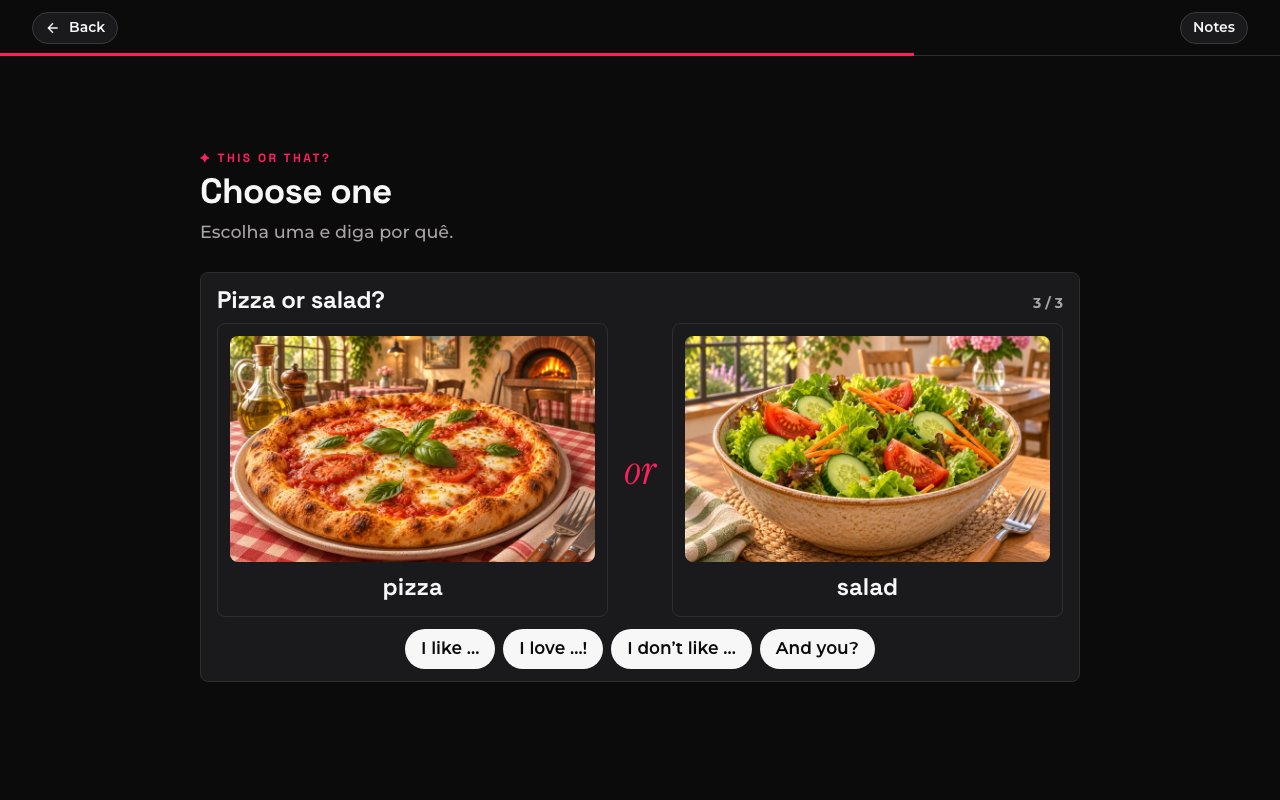 ← Back
Notes
✦ THIS OR THAT?
Choose one
Escolha uma e diga por quê.
Pizza or salad?
3 / 3
or
pizza
salad
I like ...
I love ...!
I don’t like ...
And you?